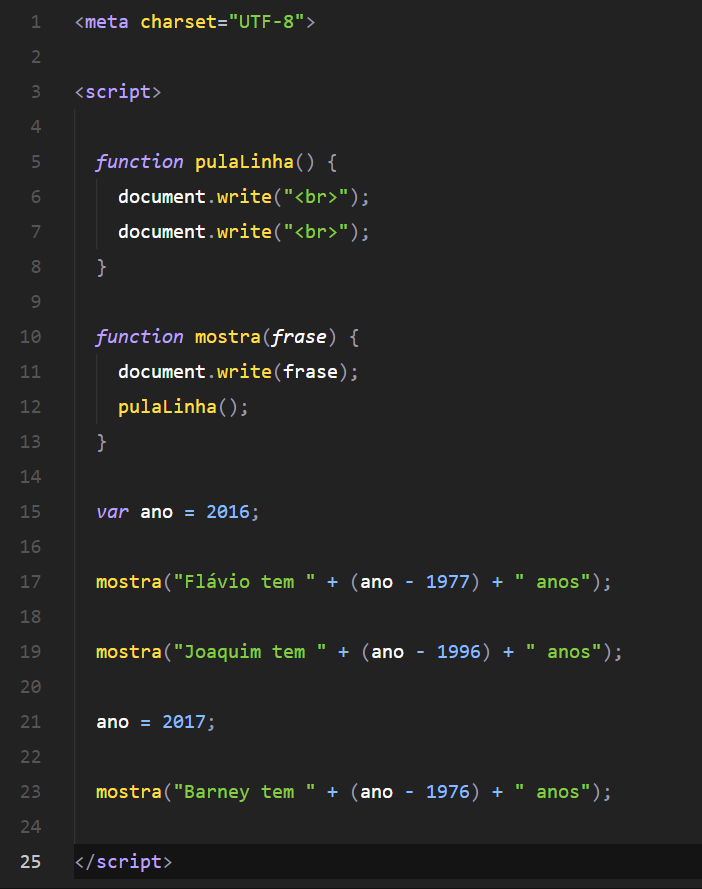 1 <meta charset="UTF-8">
2
3 <script>
4
5 function pulaLinha() {
6 document.write("<br>");
7 document.write("<br>");
8 }
9
10 function mostra(frase) {
11 document.write(frase);
12 pulaLinha();
13 }
14
15 var ano = 2016;
16
17 mostra("Flávio tem " + (ano - 1977) + " anos");
18
19 mostra("Joaquim tem " + (ano - 1996) + " anos");
20
21 ano = 2017;
22
23 mostra("Barney tem " + (ano - 1976) + " anos");
24
25 </script>